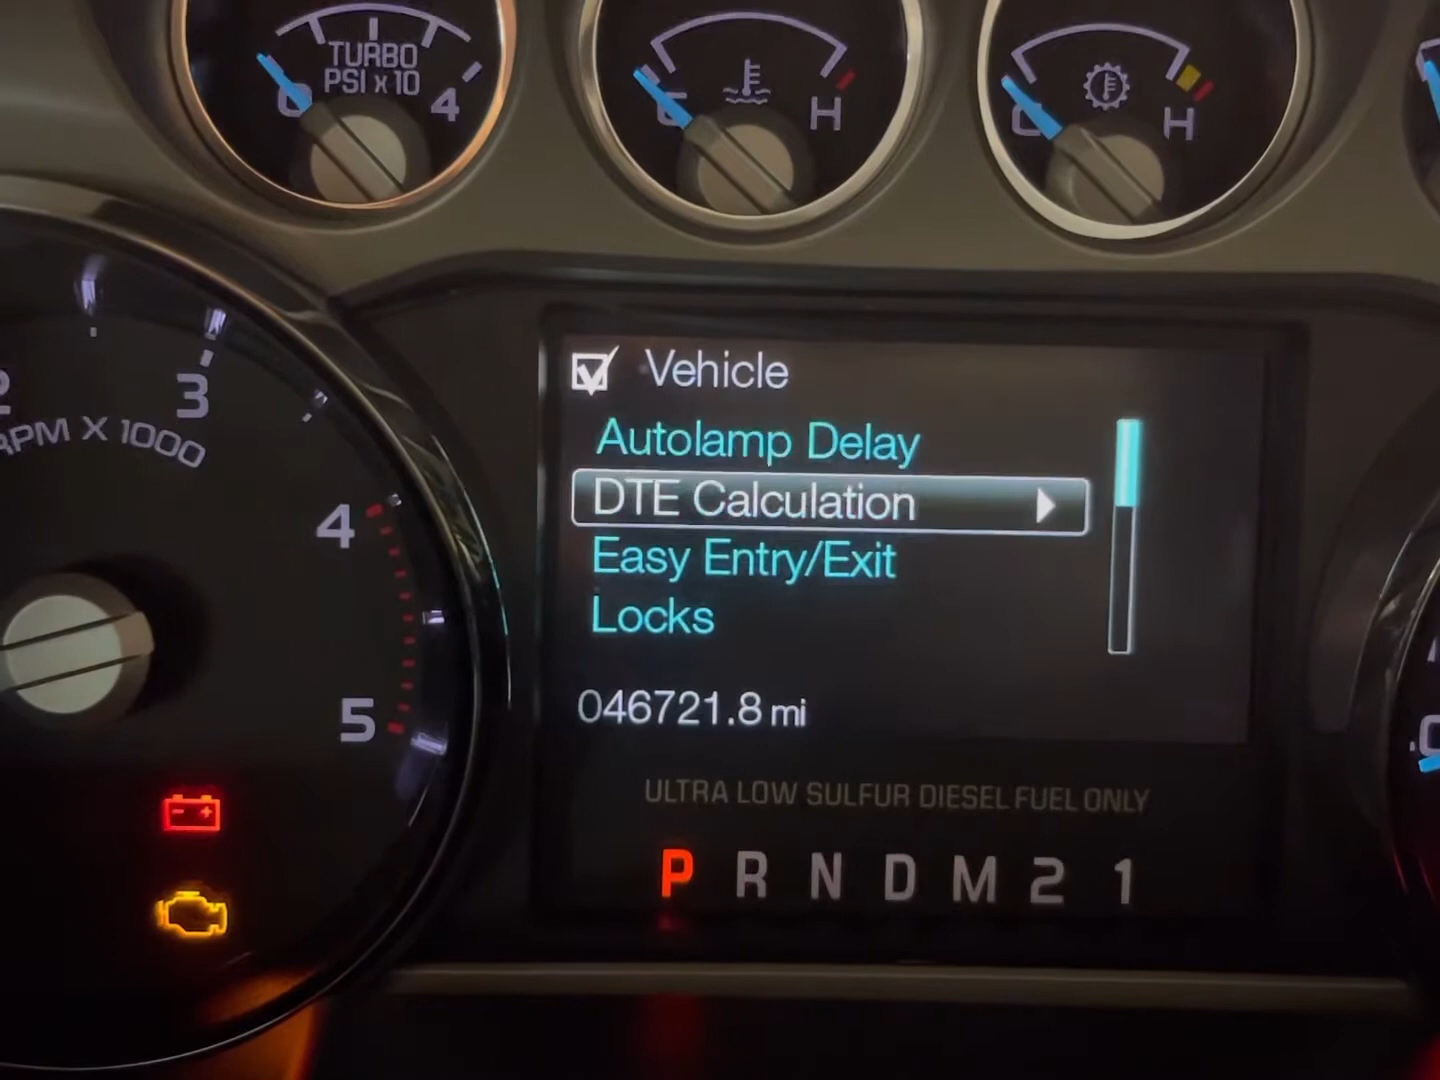 TURBO
PSI x 10
0
4
C
H
C
H
2
3
RPM X 1000
4
5
Vehicle
Autolamp Delay
DTE Calculation
Easy Entry/Exit
Locks
046721.8 mi
ULTRA LOW SULFUR DIESEL FUEL ONLY
P R N D M 2 1